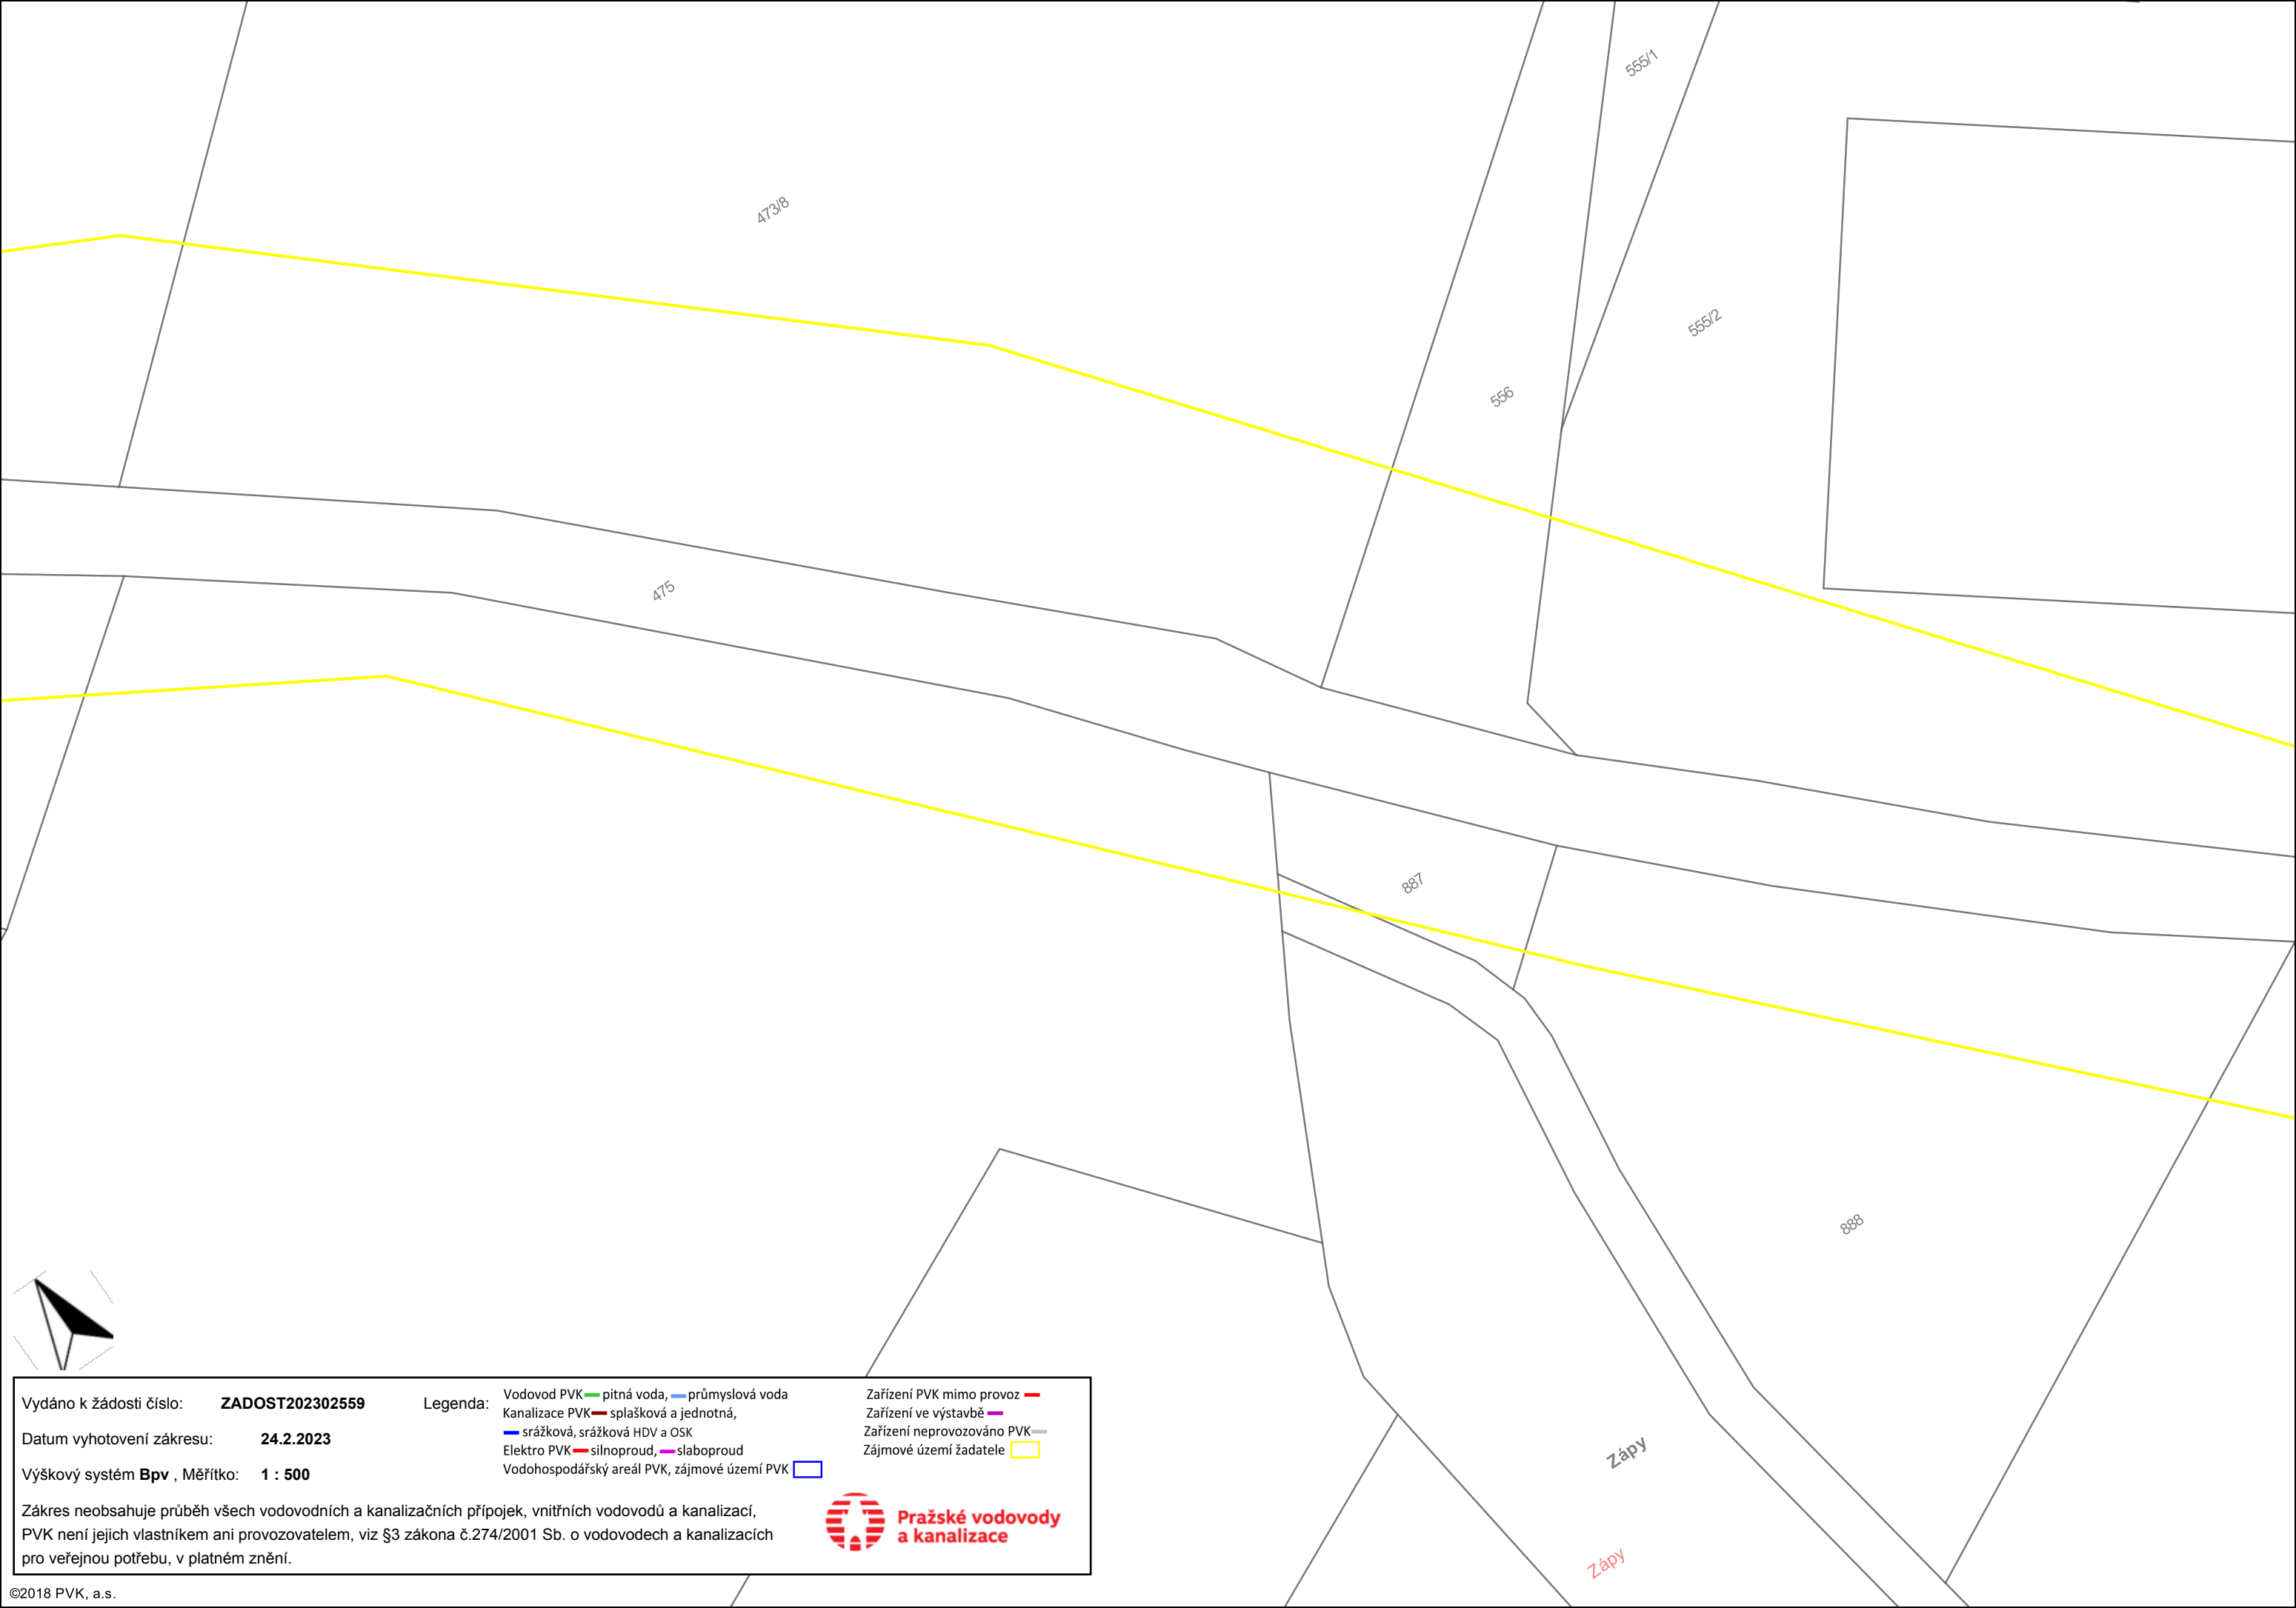 555/1
473/8
555/2
556
475
887
888
Zápy
Zápy
Vydáno k žádosti číslo: ZADOST202302559
Datum vyhotovení zákresu: 24.2.2023
Výškový systém Bpv , Měřítko: 1 : 500
Legenda:
Vodovod PVK pitná voda, průmyslová voda
Kanalizace PVK splašková a jednotná,
srážková, srážková HDV a OSK
Elektro PVK silnoproud, slaboproud
Vodohospodářský areál PVK, zájmové území PVK
Zařízení PVK mimo provoz
Zařízení ve výstavbě
Zařízení neprovozováno PVK
Zájmové území žadatele
Zákres neobsahuje průběh všech vodovodních a kanalizačních přípojek, vnitřních vodovodů a kanalizací,
PVK není jejich vlastníkem ani provozovatelem, viz §3 zákona č.274/2001 Sb. o vodovodech a kanalizacích
pro veřejnou potřebu, v platném znění.
Pražské vodovody
a kanalizace
©2018 PVK, a.s.